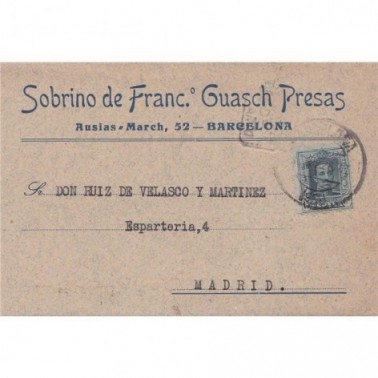 Sobrino de Franc.º Guasch Presas
Ausias-March, 52 — BARCELONA
Sr. DON RUIZ DE VELASCO Y MARTINEZ
Esparteria,4
MADRID.